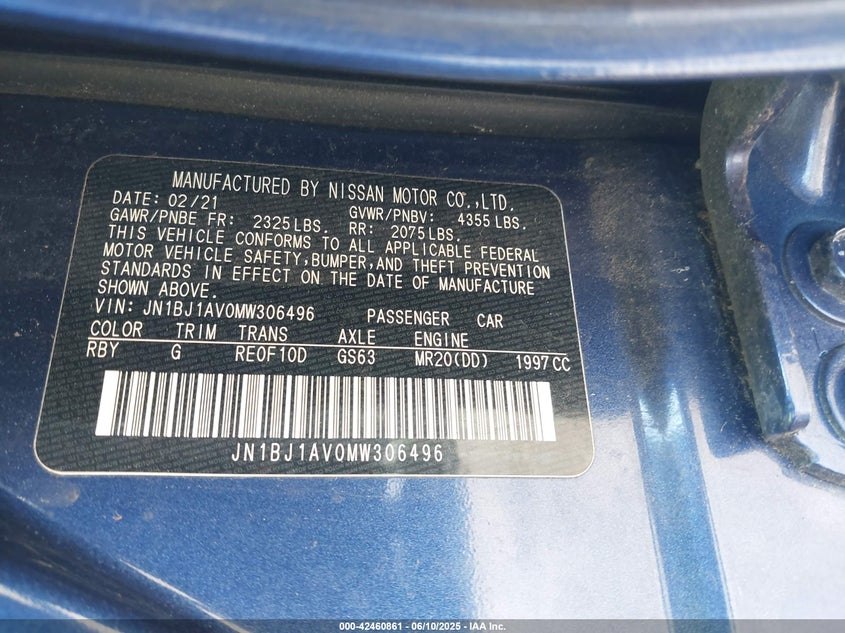 MANUFACTURED BY NISSAN MOTOR CO.,LTD.
DATE: 02/21 GVWR/PNBV: 4355 LBS.
GAWR/PNBE FR: 2325 LBS. RR: 2075 LBS.
THIS VEHICLE CONFORMS TO ALL APPLICABLE FEDERAL
MOTOR VEHICLE SAFETY,BUMPER,AND THEFT PREVENTION
STANDARDS IN EFFECT ON THE DATE OF MANUFACTURE
SHOWN ABOVE.
VIN: JN1BJ1AV0MW306496 PASSENGER CAR
COLOR TRIM TRANS AXLE ENGINE
RBY G RE0F10D GS63 MR20(DD) 1997 CC
JN1BJ1AV0MW306496
000-42460861 - 06/10/2025 - IAA Inc.